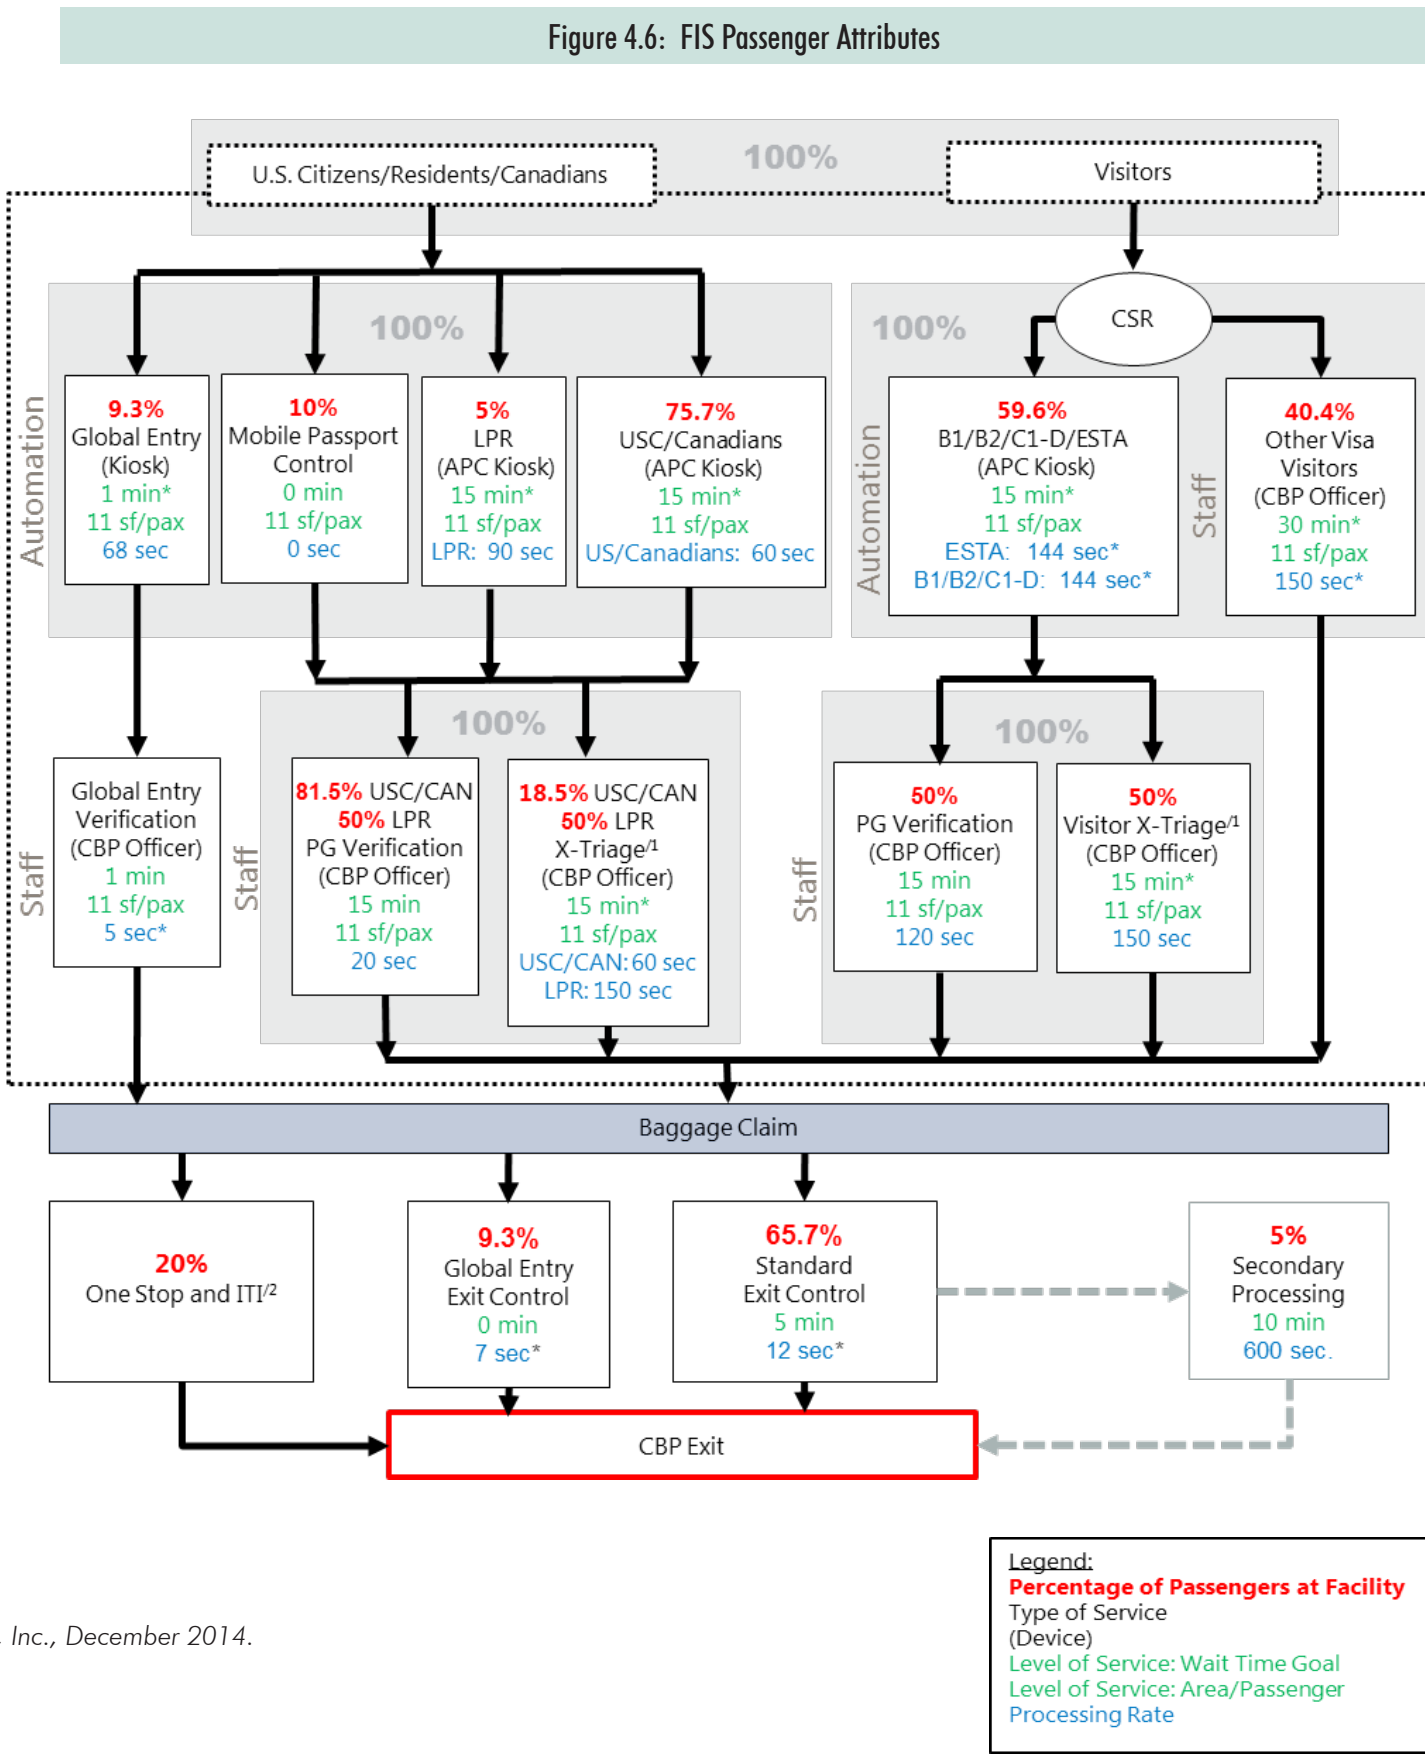 Figure 4.6: FIS Passenger Attributes
100%
U.S. Citizens/Residents/Canadians
Visitors
CSR
100%
100%
Automation
9.3%
Global Entry
(Kiosk)
1 min*
11 sf/pax
68 sec
10%
Mobile Passport
Control
0 min
11 sf/pax
0 sec
5%
LPR
(APC Kiosk)
15 min*
11 sf/pax
LPR: 90 sec
75.7%
USC/Canadians
(APC Kiosk)
15 min*
11 sf/pax
US/Canadians: 60 sec
Automation
59.6%
B1/B2/C1-D/ESTA
(APC Kiosk)
15 min*
11 sf/pax
ESTA: 144 sec*
B1/B2/C1-D: 144 sec*
Staff
40.4%
Other Visa
Visitors
(CBP Officer)
30 min*
11 sf/pax
150 sec*
Staff
Global Entry
Verification
(CBP Officer)
1 min
11 sf/pax
5 sec*
Staff
100%
81.5% USC/CAN
50% LPR
PG Verification
(CBP Officer)
15 min
11 sf/pax
20 sec
18.5% USC/CAN
50% LPR
X-Triage/1
(CBP Officer)
15 min*
11 sf/pax
USC/CAN: 60 sec
LPR: 150 sec
Staff
100%
50%
PG Verification
(CBP Officer)
15 min
11 sf/pax
120 sec
50%
Visitor X-Triage/1
(CBP Officer)
15 min*
11 sf/pax
150 sec
Baggage Claim
20%
One Stop and ITI/2
9.3%
Global Entry
Exit Control
0 min
7 sec*
65.7%
Standard
Exit Control
5 min
12 sec*
5%
Secondary
Processing
10 min
600 sec.
CBP Exit
Legend:
Percentage of Passengers at Facility
Type of Service
(Device)
Level of Service: Wait Time Goal
Level of Service: Area/Passenger
Processing Rate
Inc., December 2014.